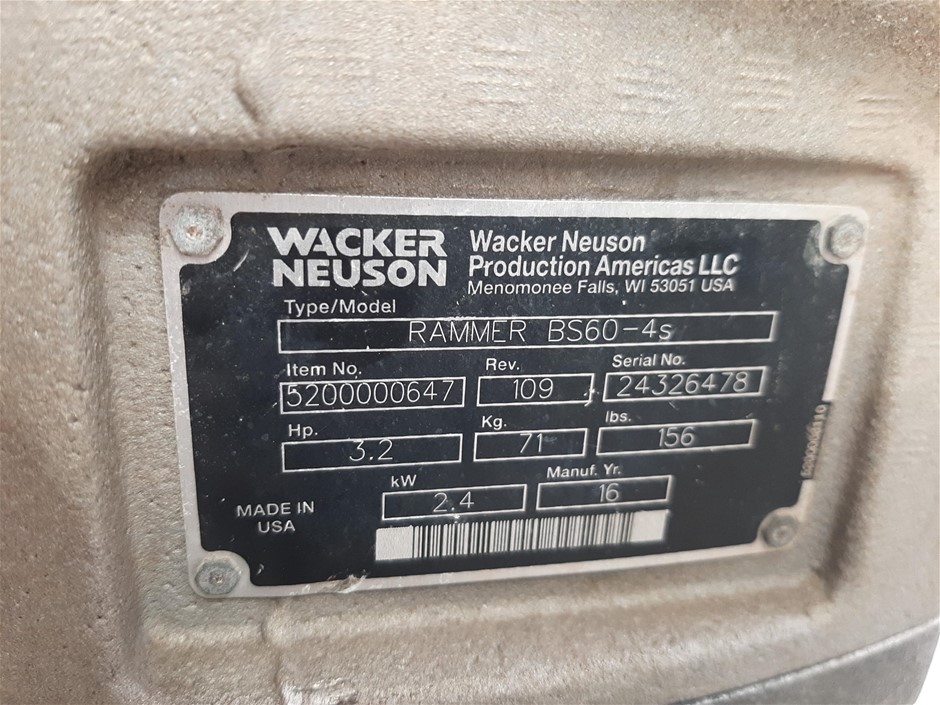 WACKER
NEUSON
Wacker Neuson
Production Americas LLC
Menomonee Falls, WI 53051 USA
Type/Model
RAMMER BS60-4s
Item No. Rev. Serial No.
5200000647 109 24326478
Hp. Kg. lbs.
3.2 71 156
kW Manuf. Yr.
2.4 16
MADE IN
USA